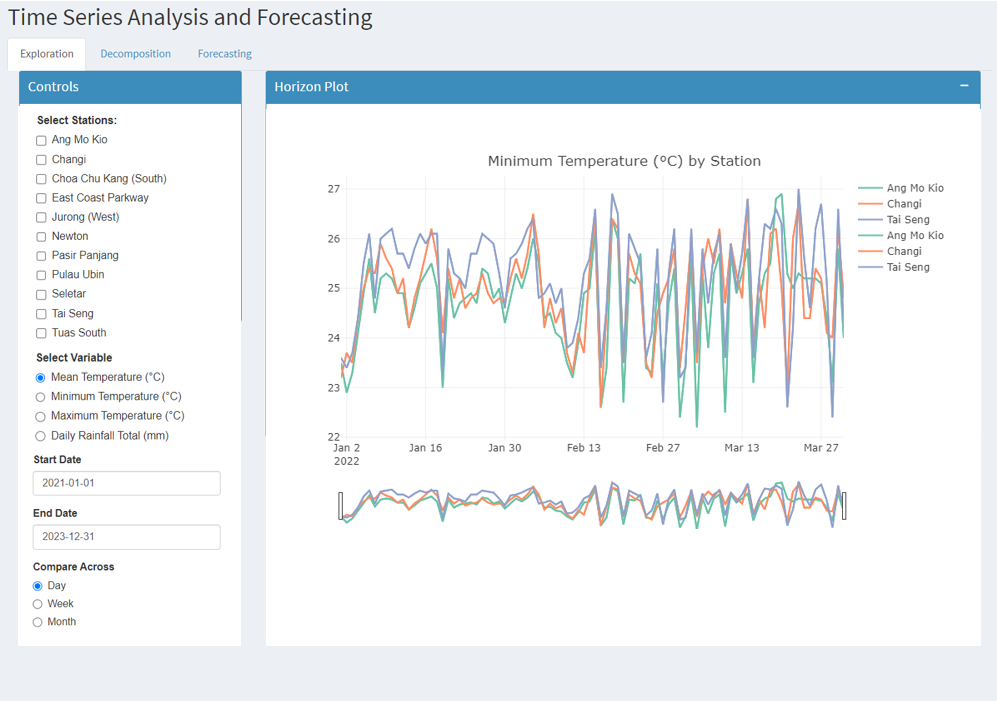 Time Series Analysis and Forecasting
Exploration
Decomposition
Forecasting
Controls
Select Stations:
Ang Mo Kio
Changi
Choa Chu Kang (South)
East Coast Parkway
Jurong (West)
Newton
Pasir Panjang
Pulau Ubin
Seletar
Tai Seng
Tuas South
Select Variable
Mean Temperature (°C)
Minimum Temperature (°C)
Maximum Temperature (°C)
Daily Rainfall Total (mm)
Start Date
2021-01-01
End Date
2023-12-31
Compare Across
Day
Week
Month
Horizon Plot
Minimum Temperature (°C) by Station
27
26
25
24
23
22
Jan 2
2022
Jan 16
Jan 30
Feb 13
Feb 27
Mar 13
Mar 27
Ang Mo Kio
Changi
Tai Seng
Ang Mo Kio
Changi
Tai Seng